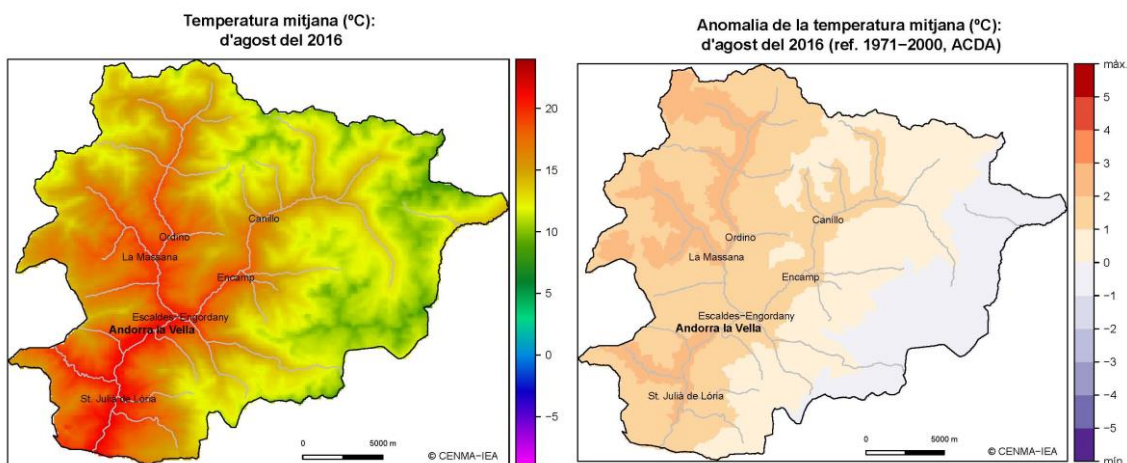 Temperatura mitjana (ºC):
d'agost del 2016
Canillo
Ordino
La Massana
Encamp
Escaldes−Engordany
Andorra la Vella
St. Julià de Lòria
0 5000 m
© CENMA−IEA
20
15
10
5
0
−5
Anomalia de la temperatura mitjana (ºC):
d'agost del 2016 (ref. 1971−2000, ACDA)
Canillo
Ordino
La Massana
Encamp
Escaldes−Engordany
Andorra la Vella
St. Julià de Lòria
0 5000 m
© CENMA−IEA
màx.
5
4
3
2
1
0
−1
−2
−3
−4
−5
mín.